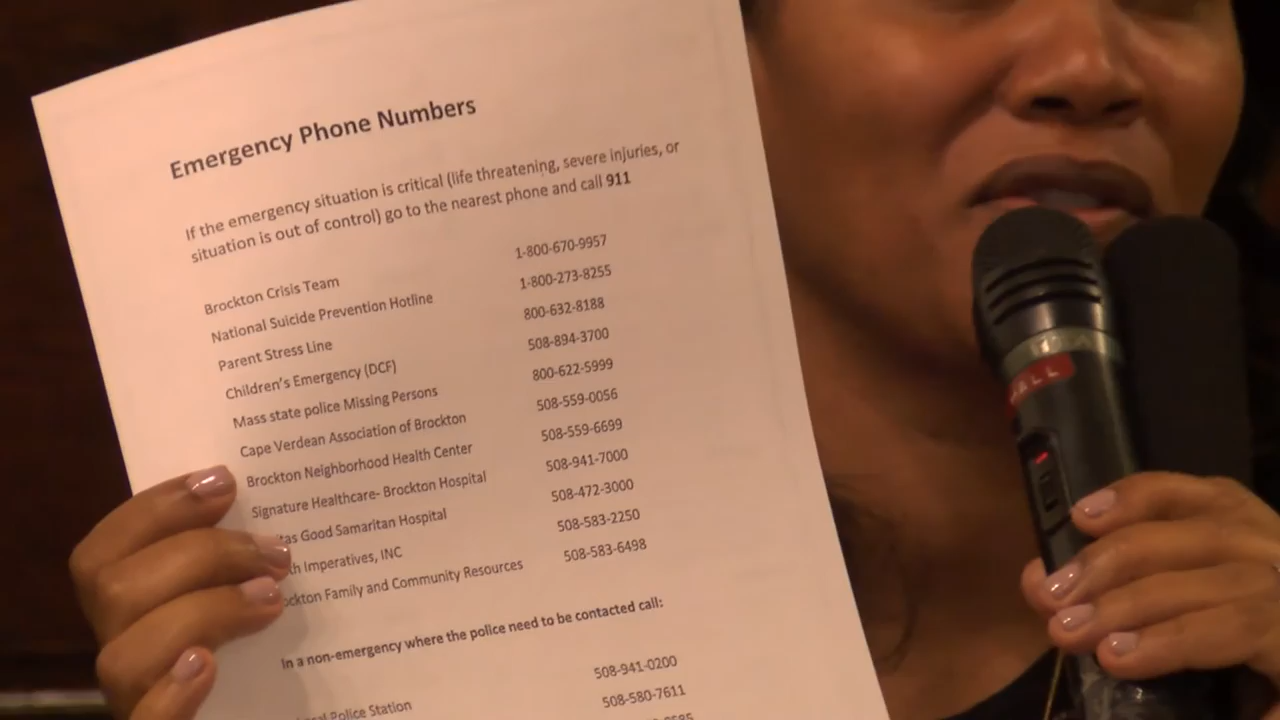 Emergency Phone Numbers
If the emergency situation is critical (life threatening, severe injuries, or
situation is out of control) go to the nearest phone and call 911
Brockton Crisis Team 1-800-670-9957
National Suicide Prevention Hotline 1-800-273-8255
Parent Stress Line 800-632-8188
Children's Emergency (DCF) 508-894-3700
Mass state police Missing Persons 800-622-5999
Cape Verdean Association of Brockton 508-559-0056
Brockton Neighborhood Health Center 508-559-6699
Signature Healthcare- Brockton Hospital 508-941-7000
tas Good Samaritan Hospital 508-472-3000
th Imperatives, INC 508-583-2250
ockton Family and Community Resources 508-583-6498
In a non-emergency where the police need to be contacted call:
Police Station 508-941-0200
508-580-7611